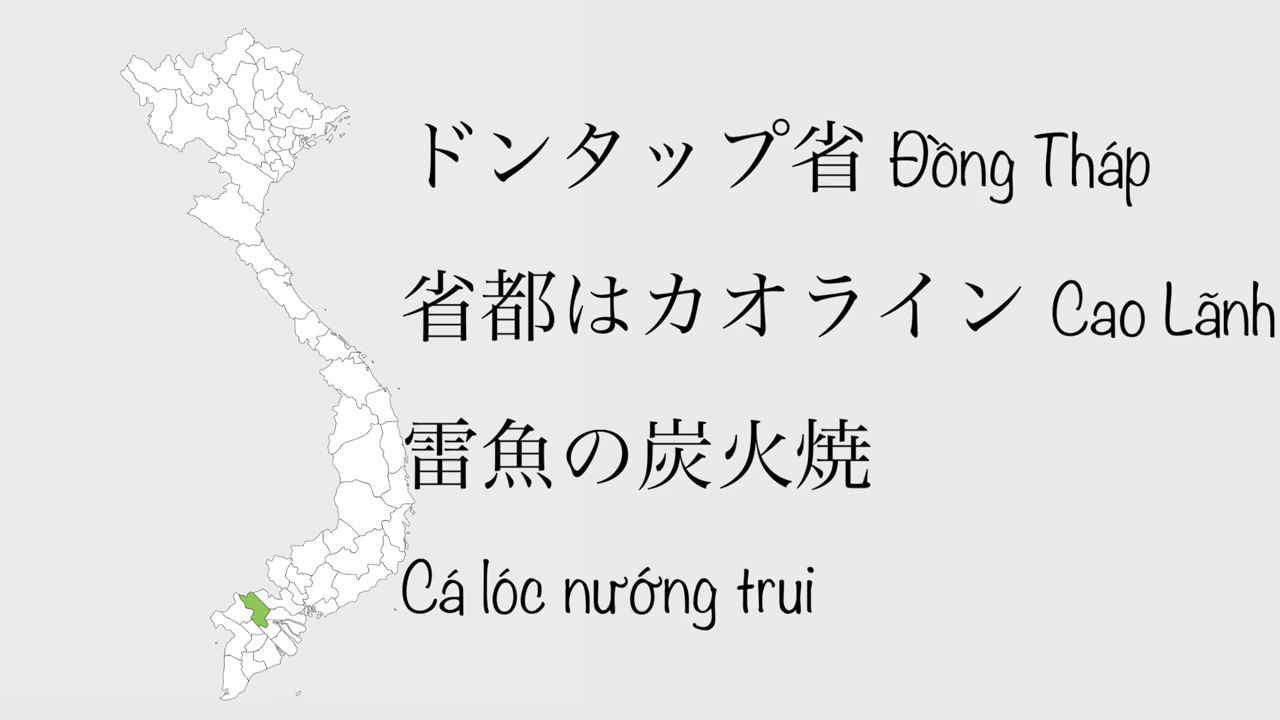 ドンタップ省 Đồng Tháp
省都はカオライン Cao Lãnh
雷魚の炭火焼
Cá lóc nướng trui